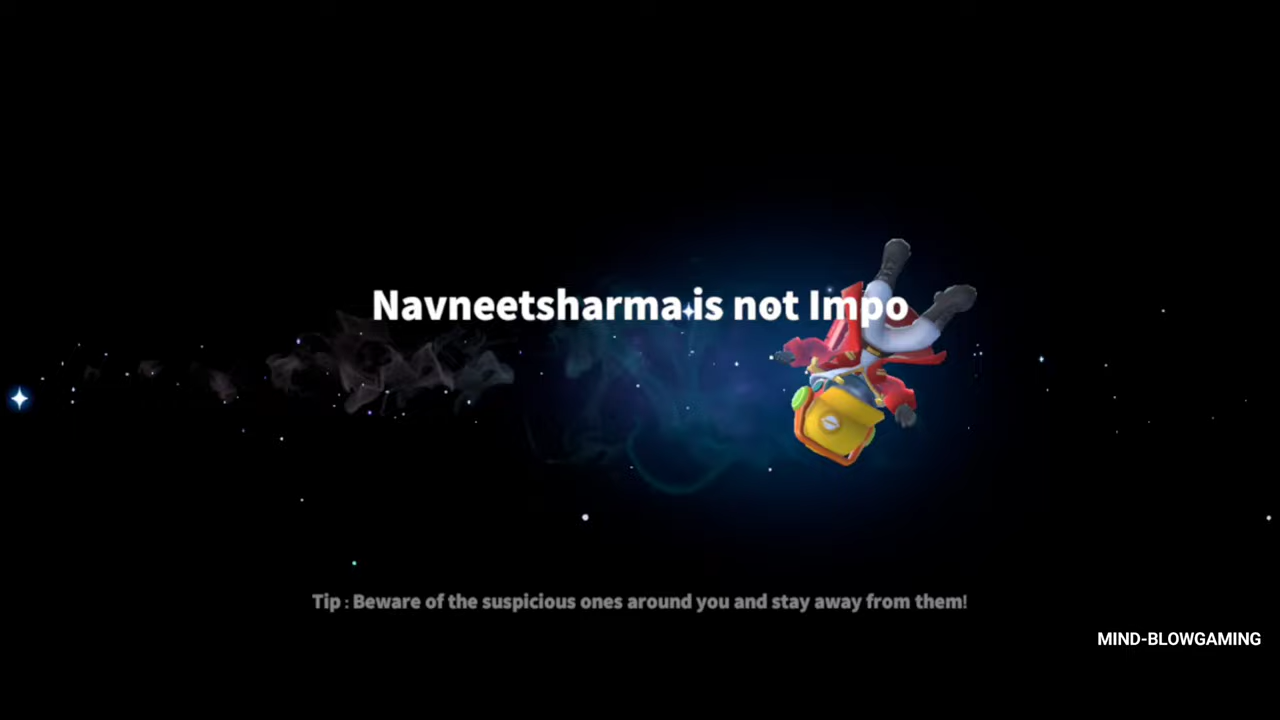 Navneetsharma is not Impo
Tip : Beware of the suspicious ones around you and stay away from them!
MIND-BLOWGAMING